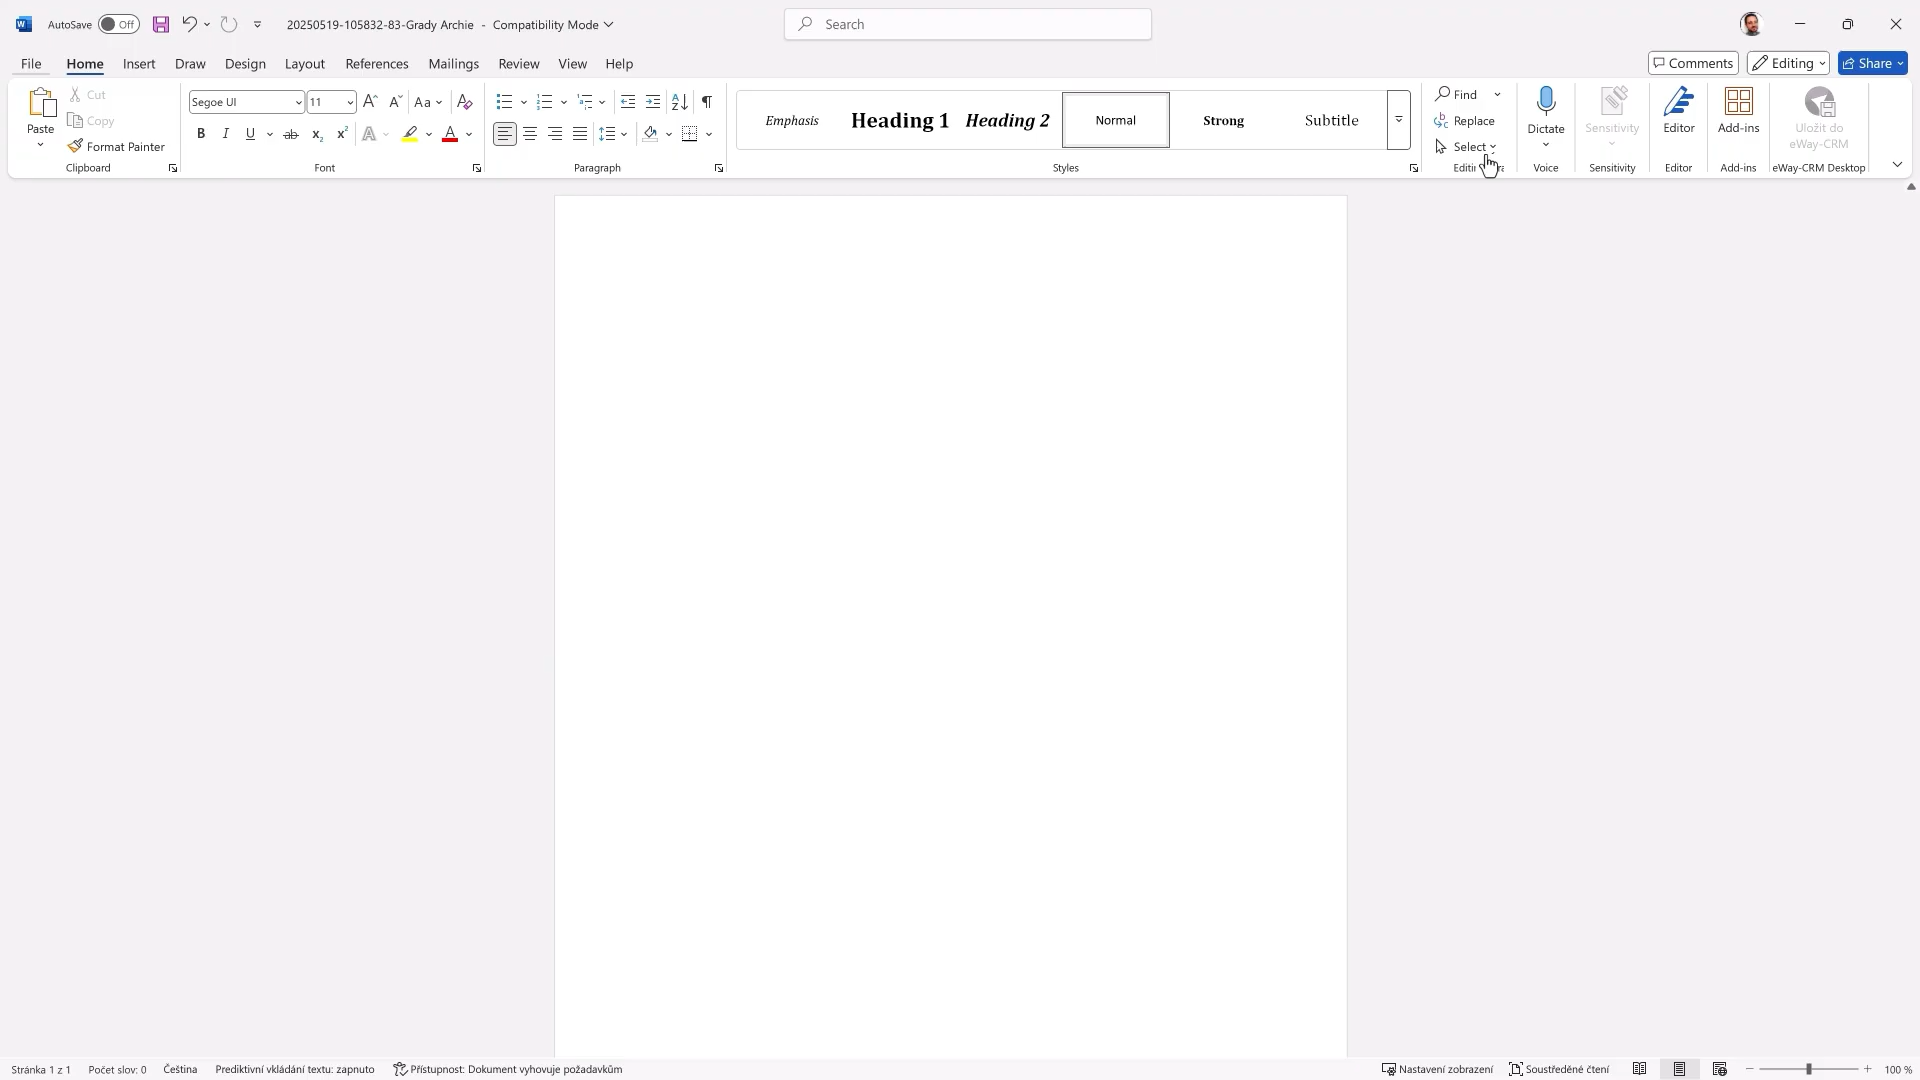 AutoSave Off 20250519-105832-83-Grady Archie - Compatibility Mode Search
File Home Insert Draw Design Layout References Mailings Review View Help Comments Editing Share
Paste
Cut
Copy
Format Painter
Clipboard
Segoe UI 11
Font
Paragraph
Emphasis Heading 1 Heading 2 Normal Strong Subtitle
Styles
Find
Replace
Select
Dictate
Voice
Sensitivity
Sensitivity
Editor
Editor
Add-ins
Add-ins
Uložit do
eWay-CRM
eWay-CRM Desktop
Stránka 1 z 1 Počet slov: 0 Čeština Prediktivní vkládání textu: zapnuto Přístupnost: Dokument vyhovuje požadavkům Nastavení zobrazení Soustředěné čtení 100 %